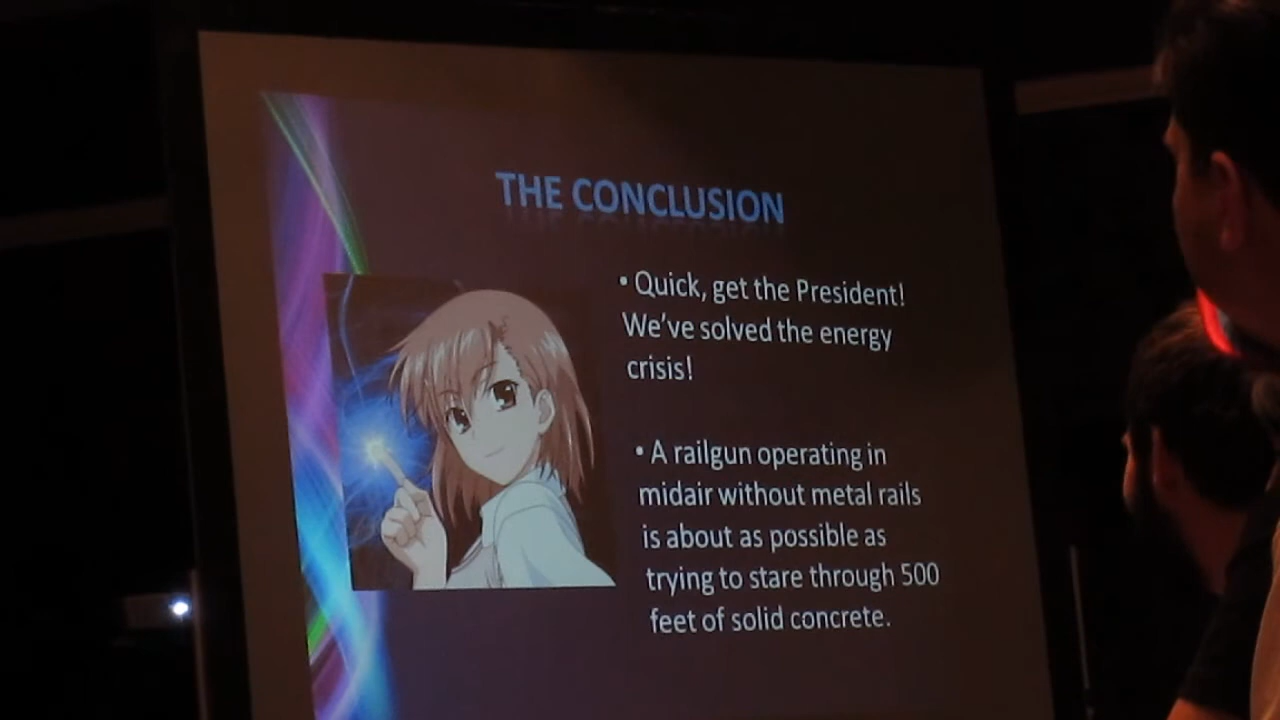 THE CONCLUSION
• Quick, get the President!
We've solved the energy
crisis!
• A railgun operating in
midair without metal rails
is about as possible as
trying to stare through 500
feet of solid concrete.